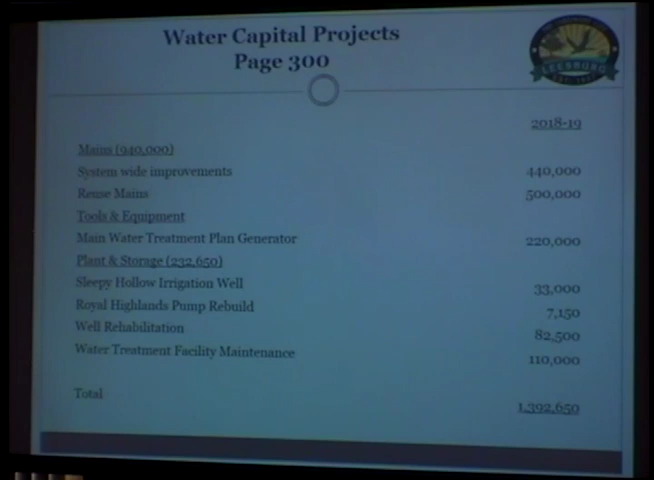 Water Capital Projects
Page 300
LEESBURG
2018-19
Mains (940,000)
System wide improvements 440,000
Reuse Mains 500,000
Tools & Equipment
Main Water Treatment Plan Generator 220,000
Plant & Storage (232,650)
Sleepy Hollow Irrigation Well 33,000
Royal Highlands Pump Rebuild 7,150
Well Rehabilitation 82,500
Water Treatment Facility Maintenance 110,000
Total 1,392,650